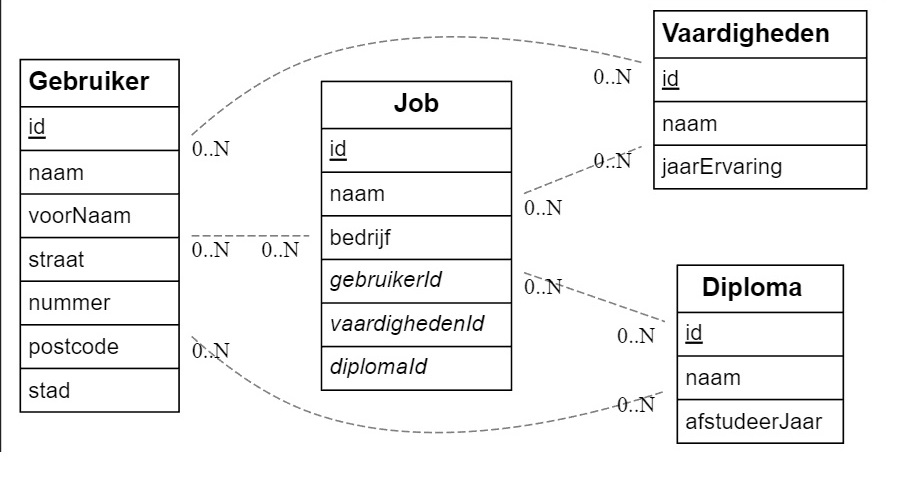 Gebruiker
id
naam
voorNaam
straat
nummer
postcode
stad
0..N
0..N
0..N
0..N
Job
id
naam
bedrijf
gebruikerId
vaardighedenId
diplomaId
0..N
0..N
0..N
0..N
Vaardigheden
id
naam
jaarErvaring
0..N
0..N
Diploma
id
naam
afstudeerJaar